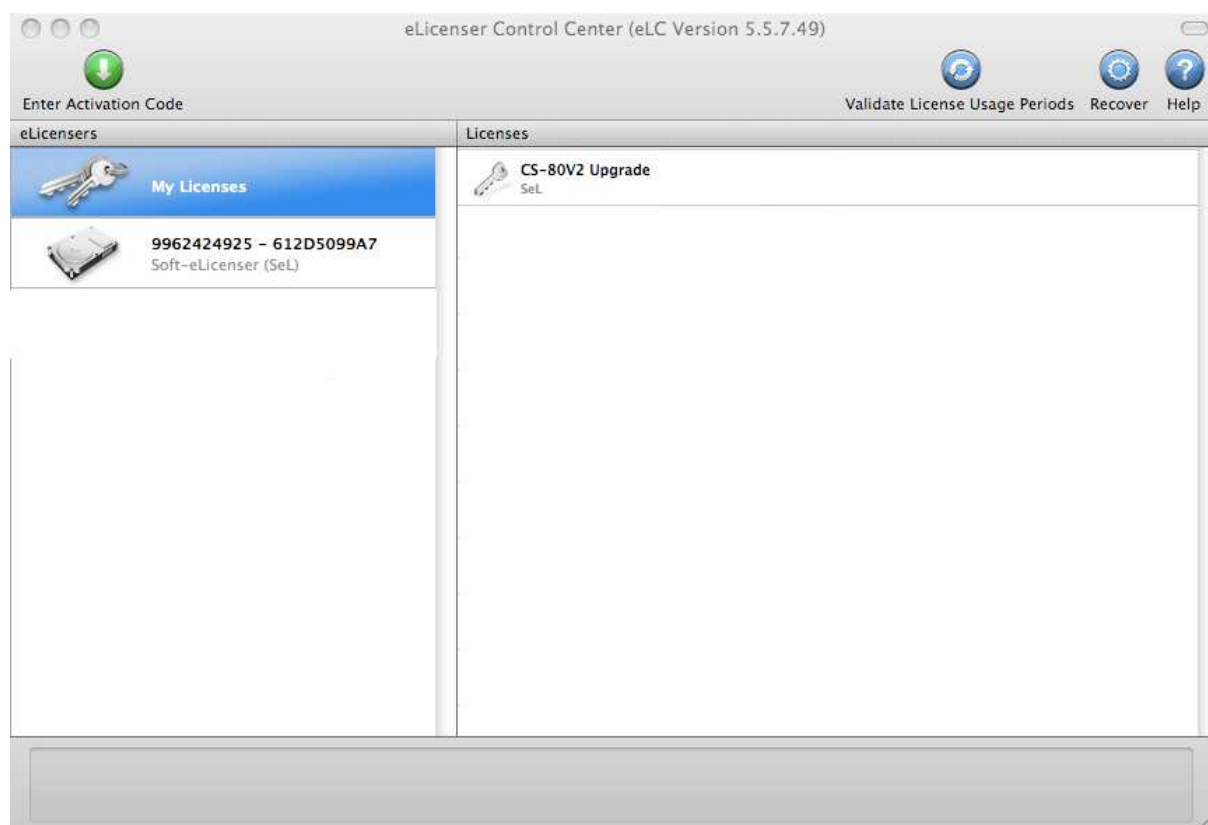 eLicenser Control Center (eLC Version 5.5.7.49)
Enter Activation Code
Validate License Usage Periods
Recover
Help
eLicensers
Licenses
My Licenses
CS-80V2 Upgrade
SeL
9962424925 - 612D5099A7
Soft-eLicenser (SeL)